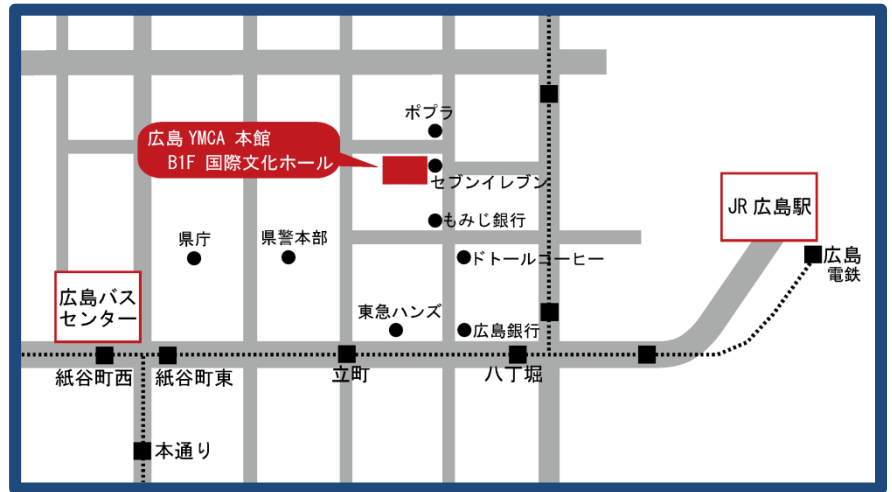 ポプラ
広島 YMCA 本館
B1F 国際文化ホール
セブンイレブン
もみじ銀行
JR 広島駅
県庁
県警本部
ドトールコーヒー
広島
電鉄
広島バス
センター
東急ハンズ
広島銀行
紙谷町西
紙谷町東
立町
八丁堀
本通り